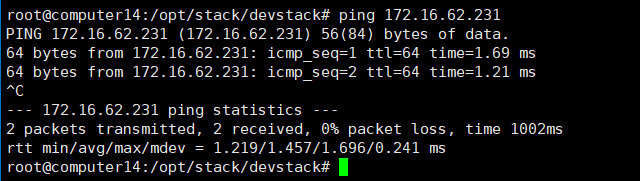 root@computer14:/opt/stack/devstack# ping 172.16.62.231
PING 172.16.62.231 (172.16.62.231) 56(84) bytes of data.
64 bytes from 172.16.62.231: icmp_seq=1 ttl=64 time=1.69 ms
64 bytes from 172.16.62.231: icmp_seq=2 ttl=64 time=1.21 ms
^C
--- 172.16.62.231 ping statistics ---
2 packets transmitted, 2 received, 0% packet loss, time 1002ms
rtt min/avg/max/mdev = 1.219/1.457/1.696/0.241 ms
root@computer14:/opt/stack/devstack#